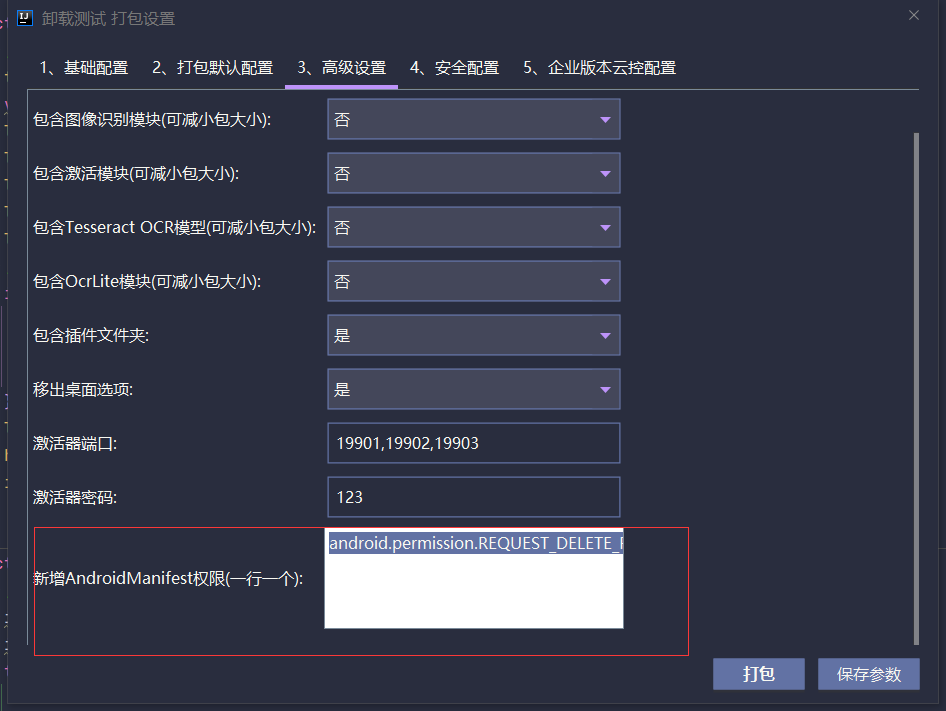 IJ 卸载测试 打包设置
1、基础配置 2、打包默认配置 3、高级设置 4、安全配置 5、企业版本云控配置
包含图像识别模块(可减小包大小): 否
包含激活模块(可减小包大小): 否
包含Tesseract OCR模型(可减小包大小): 否
包含OcrLite模块(可减小包大小): 否
包含插件文件夹: 是
移出桌面选项: 是
激活器端口: 19901,19902,19903
激活器密码: 123
android.permission.REQUEST_DELETE_
新增AndroidManifest权限(一行一个):
打包 保存参数